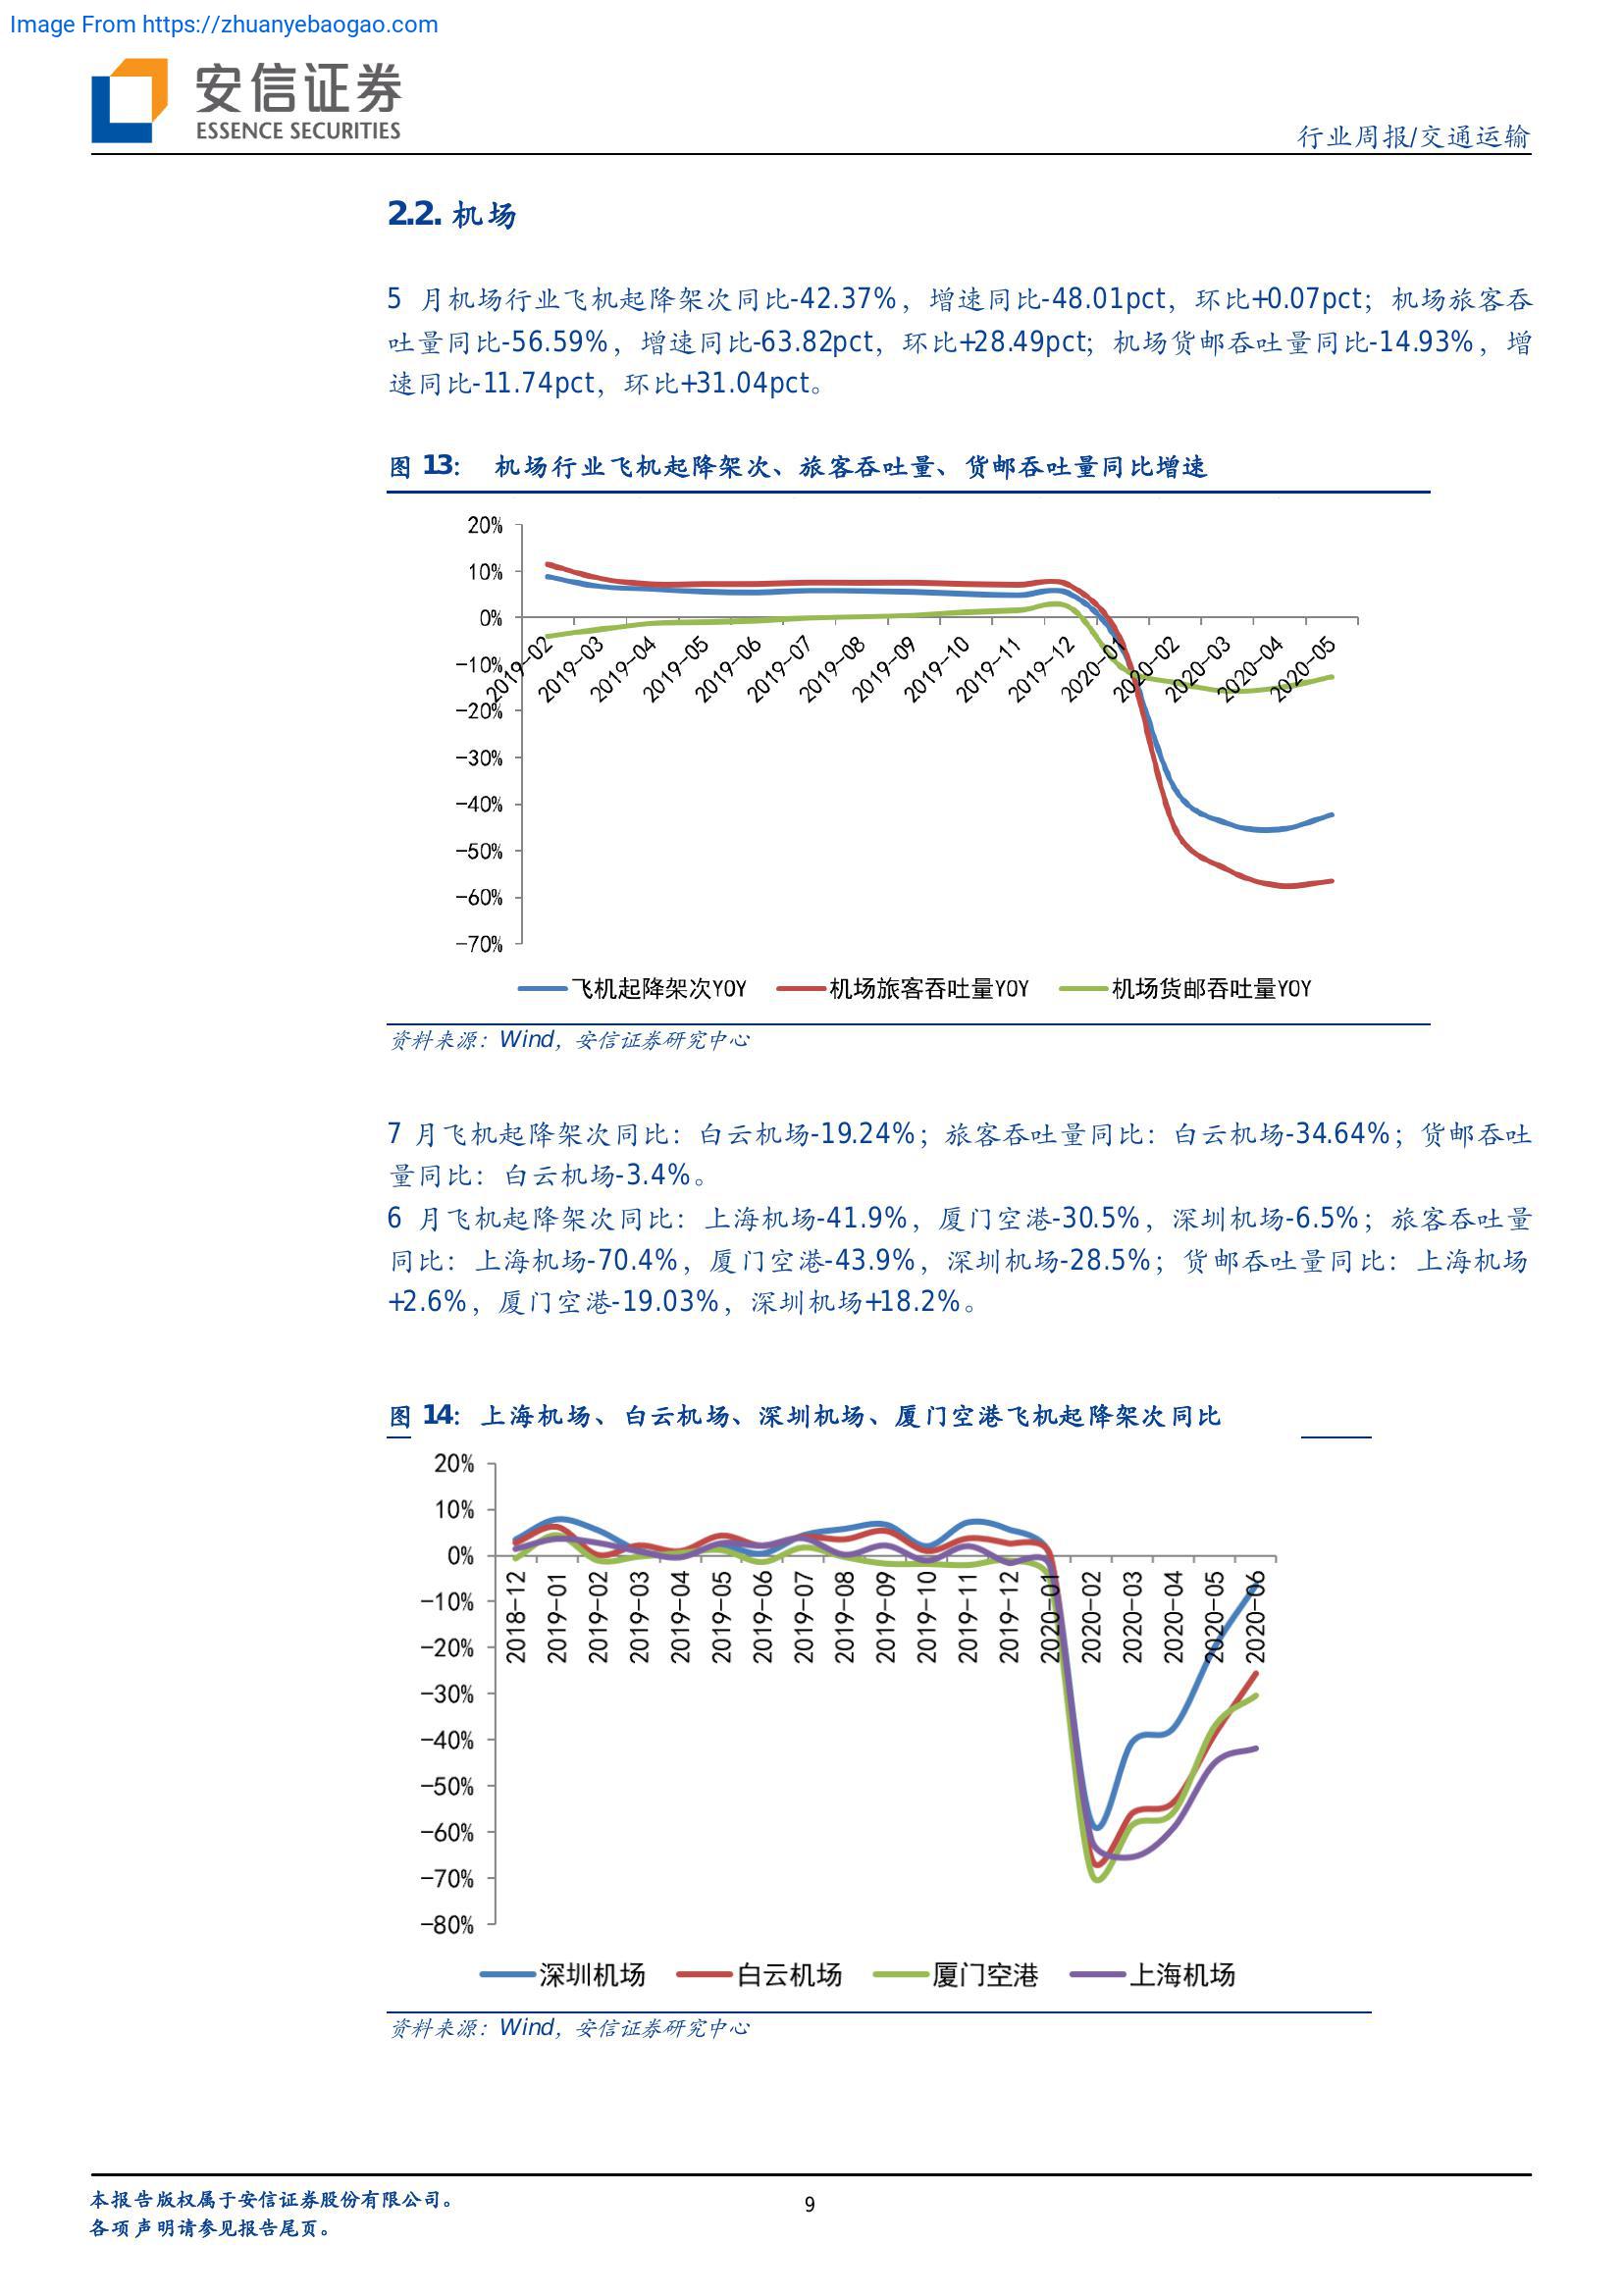 Image From https://zhuanyebaogao.com
安信证券
ESSENCE SECURITIES
行业周报/交通运输
2.2. 机场
5 月机场行业飞机起降架次同比-42.37%，增速同比-48.01pct，环比+0.07pct；机场旅客吞
吐量同比-56.59%，增速同比-63.82pct，环比+28.49pct；机场货邮吞吐量同比-14.93%，增
速同比-11.74pct，环比+31.04pct。
图 13： 机场行业飞机起降架次、旅客吞吐量、货邮吞吐量同比增速
20%
10%
0%
-10%
-20%
-30%
-40%
-50%
-60%
-70%
2019-02 2019-03 2019-04 2019-05 2019-06 2019-07 2019-08 2019-09 2019-10 2019-11 2019-12 2020-01 2020-02 2020-03 2020-04 2020-05
飞机起降架次YOY 机场旅客吞吐量YOY 机场货邮吞吐量YOY
资料来源：Wind，安信证券研究中心
7 月飞机起降架次同比：白云机场-19.24%；旅客吞吐量同比：白云机场-34.64%；货邮吞吐
量同比：白云机场-3.4%。
6 月飞机起降架次同比：上海机场-41.9%，厦门空港-30.5%，深圳机场-6.5%；旅客吞吐量
同比：上海机场-70.4%，厦门空港-43.9%，深圳机场-28.5%；货邮吞吐量同比：上海机场
+2.6%，厦门空港-19.03%，深圳机场+18.2%。
图 14：上海机场、白云机场、深圳机场、厦门空港飞机起降架次同比
20%
10%
0%
-10%
-20%
-30%
-40%
-50%
-60%
-70%
-80%
2018-12 2019-01 2019-02 2019-03 2019-04 2019-05 2019-06 2019-07 2019-08 2019-09 2019-10 2019-11 2019-12 2020-01 2020-02 2020-03 2020-04 2020-05 2020-06
深圳机场 白云机场 厦门空港 上海机场
资料来源：Wind，安信证券研究中心
本报告版权属于安信证券股份有限公司。
各项声明请参见报告尾页。
9